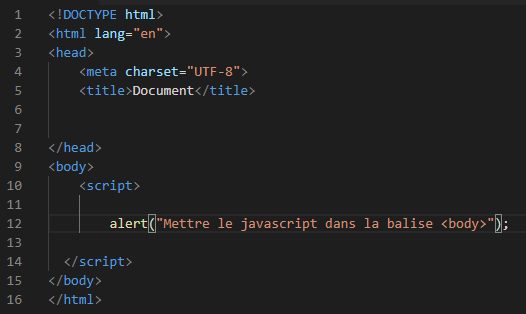 1 <!DOCTYPE html>
2 <html lang="en">
3 <head>
4 <meta charset="UTF-8">
5 <title>Document</title>
6
7
8 </head>
9 <body>
10 <script>
11
12 alert("Mettre le javascript dans la balise <body>");
13
14 </script>
15 </body>
16 </html>